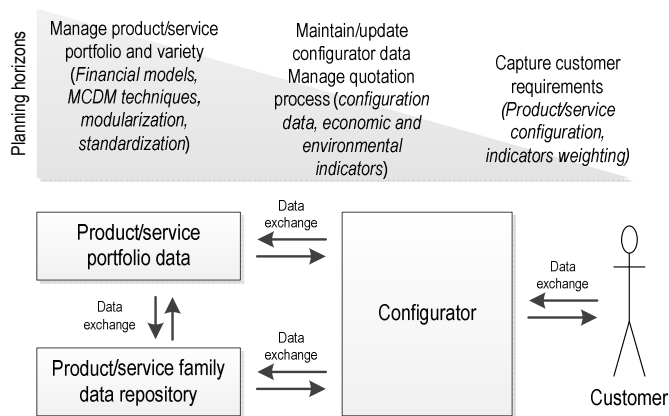 Planning horizons
Manage product/service
portfolio and variety
(Financial models,
MCDM techniques,
modularization,
standardization)
Maintain/update
configurator data
Manage quotation
process (configuration
data, economic and
environmental
indicators)
Capture customer
requirements
(Product/service
configuration,
indicators weighting)
Product/service
portfolio data
Data
exchange
Data
exchange
Product/service family
data repository
Data
exchange
Configurator
Data
exchange
Customer